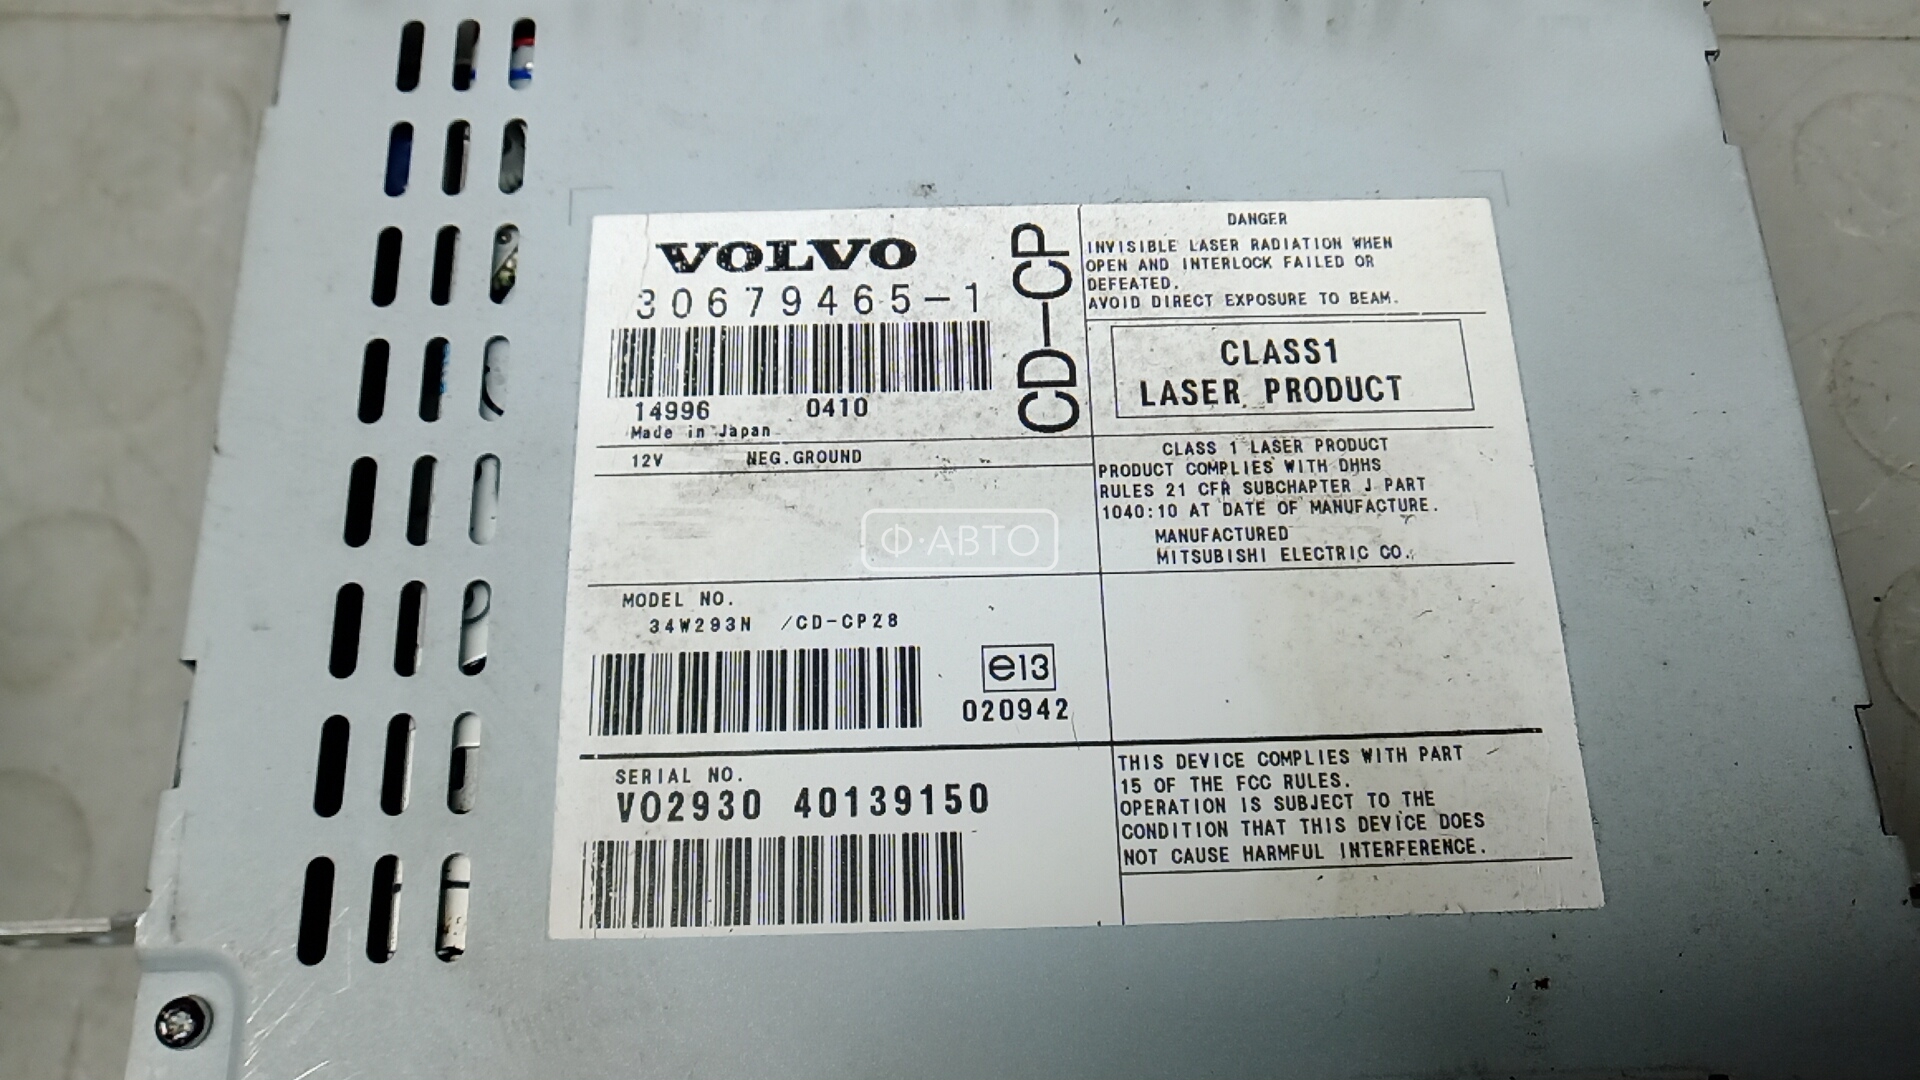 VOLVO
30679465-1
14996 0410
Made in Japan
CD-CP
12V NEG.GROUND
MODEL NO.
34W293N /CD-CP28
e13
020942
SERIAL NO.
VO2930 40139150
DANGER
INVISIBLE LASER RADIATION WHEN
OPEN AND INTERLOCK FAILED OR
DEFEATED.
AVOID DIRECT EXPOSURE TO BEAM.
CLASS1
LASER PRODUCT
CLASS 1 LASER PRODUCT
PRODUCT COMPLIES WITH DHHS
RULES 21 CFR SUBCHAPTER J PART
1040:10 AT DATE OF MANUFACTURE.
MANUFACTURED
MITSUBISHI ELECTRIC CO.
THIS DEVICE COMPLIES WITH PART
15 OF THE FCC RULES.
OPERATION IS SUBJECT TO THE
CONDITION THAT THIS DEVICE DOES
NOT CAUSE HARMFUL INTERFERENCE.
Ф·АВТО